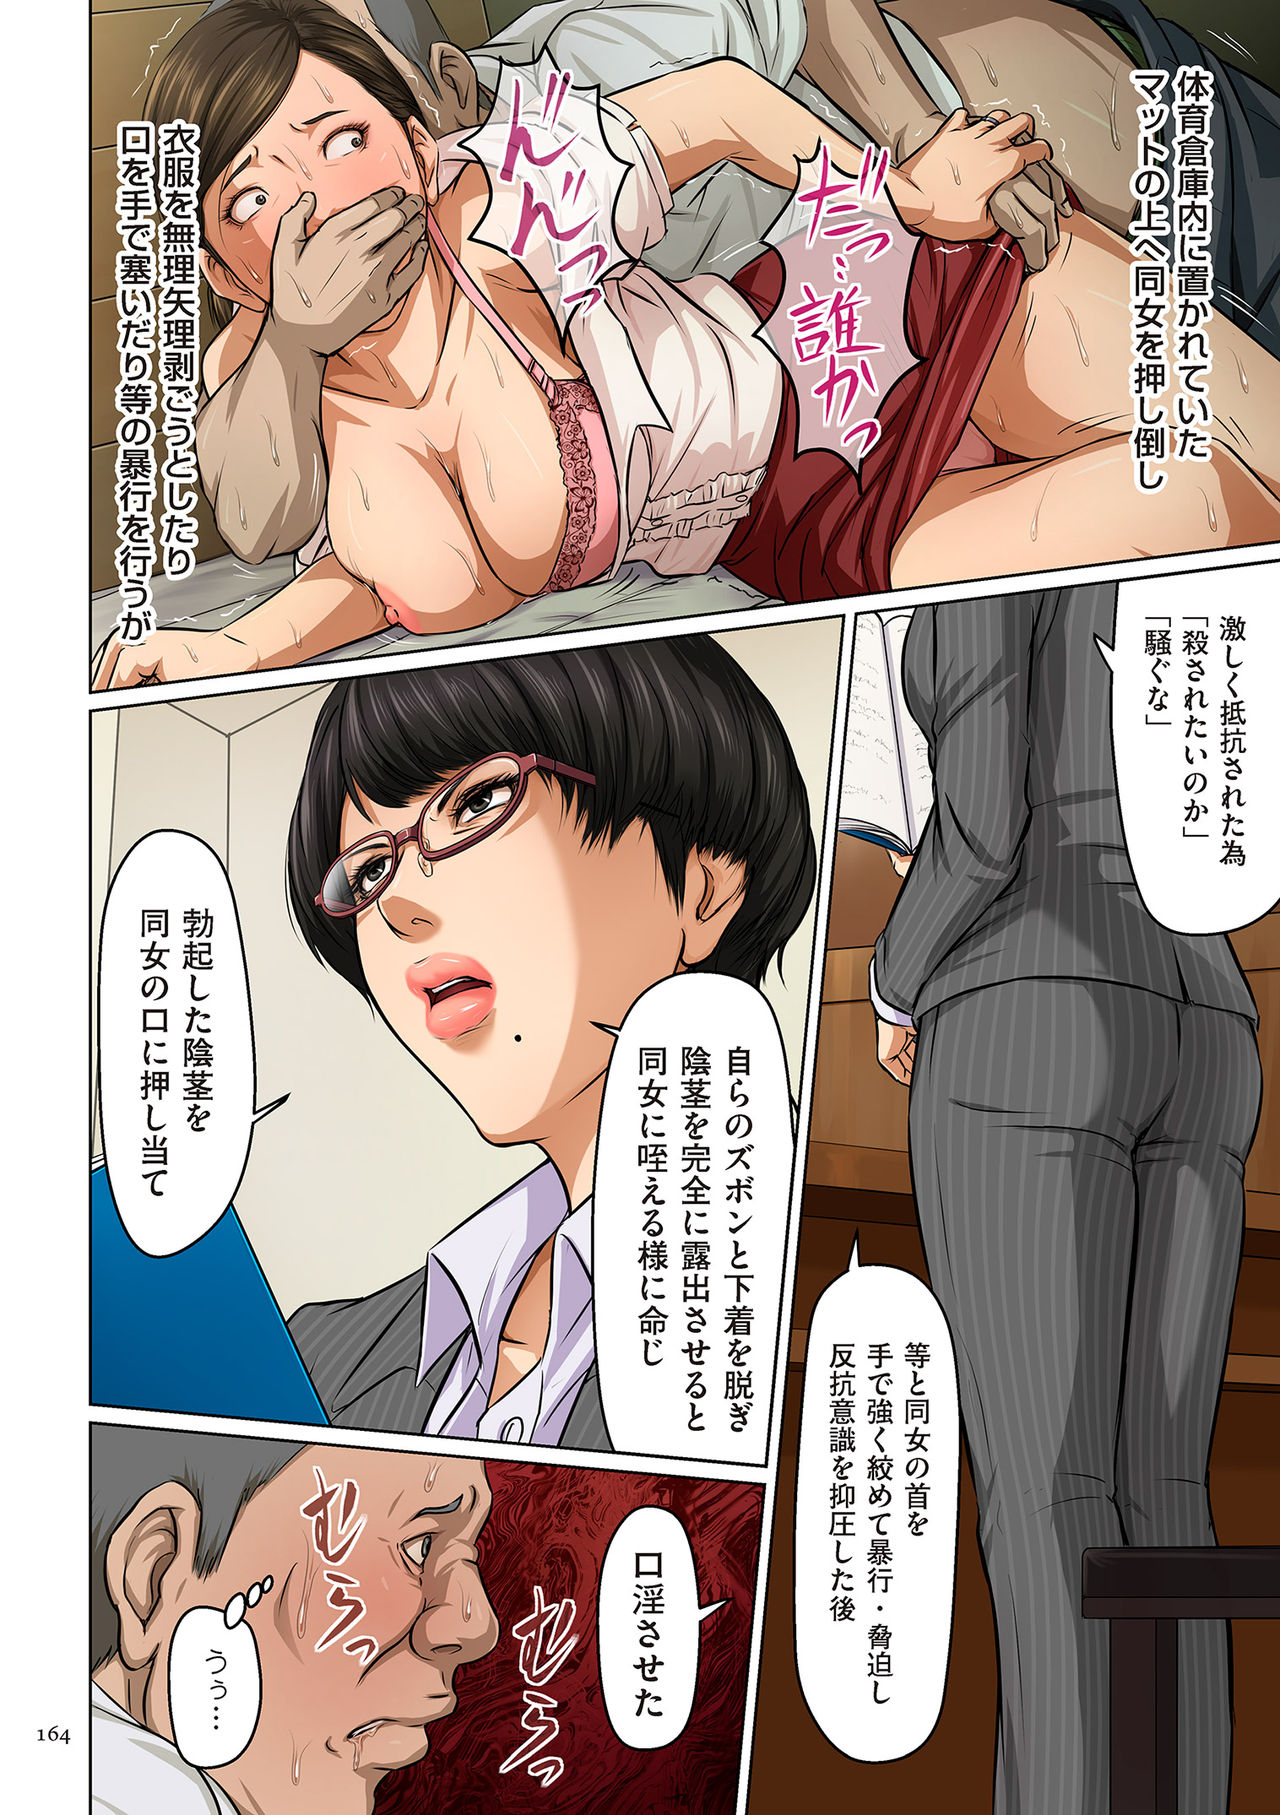 体育倉庫内に置かれていた
マットの上へ同女を押し倒し
だっ…誰かっ
んんっ
んんっ
衣服を無理矢理剥ごうとしたり
口を手で塞いだり等の暴行を行うが
激しく抵抗された為
「殺されたいのか」
「騒ぐな」
等と同女の首を
手で強く絞めて暴行・脅迫し
反抗意識を抑圧した後
自らのズボンと下着を脱ぎ
陰茎を完全に露出させると
同女に咥える様に命じ
勃起した陰茎を
同女の口に押し当て
口淫させた
むらっ
むらっ
うぅ…
164